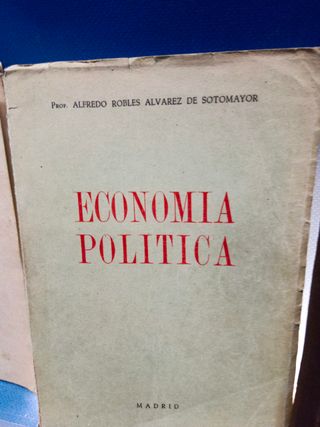 Prof. ALFREDO ROBLES ALVAREZ DE SOTOMAYOR
ECONOMIA
POLITICA
MADRID